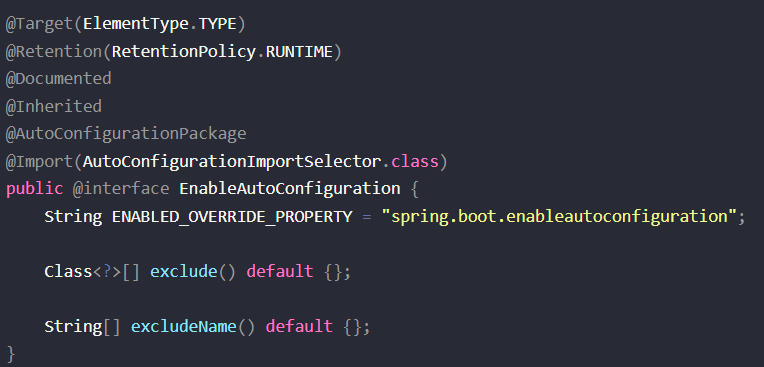 @Target(ElementType.TYPE)
@Retention(RetentionPolicy.RUNTIME)
@Documented
@Inherited
@AutoConfigurationPackage
@Import(AutoConfigurationImportSelector.class)
public @interface EnableAutoConfiguration {
    String ENABLED_OVERRIDE_PROPERTY = "spring.boot.enableautoconfiguration";
    Class<?>[] exclude() default {};
    String[] excludeName() default {};
}